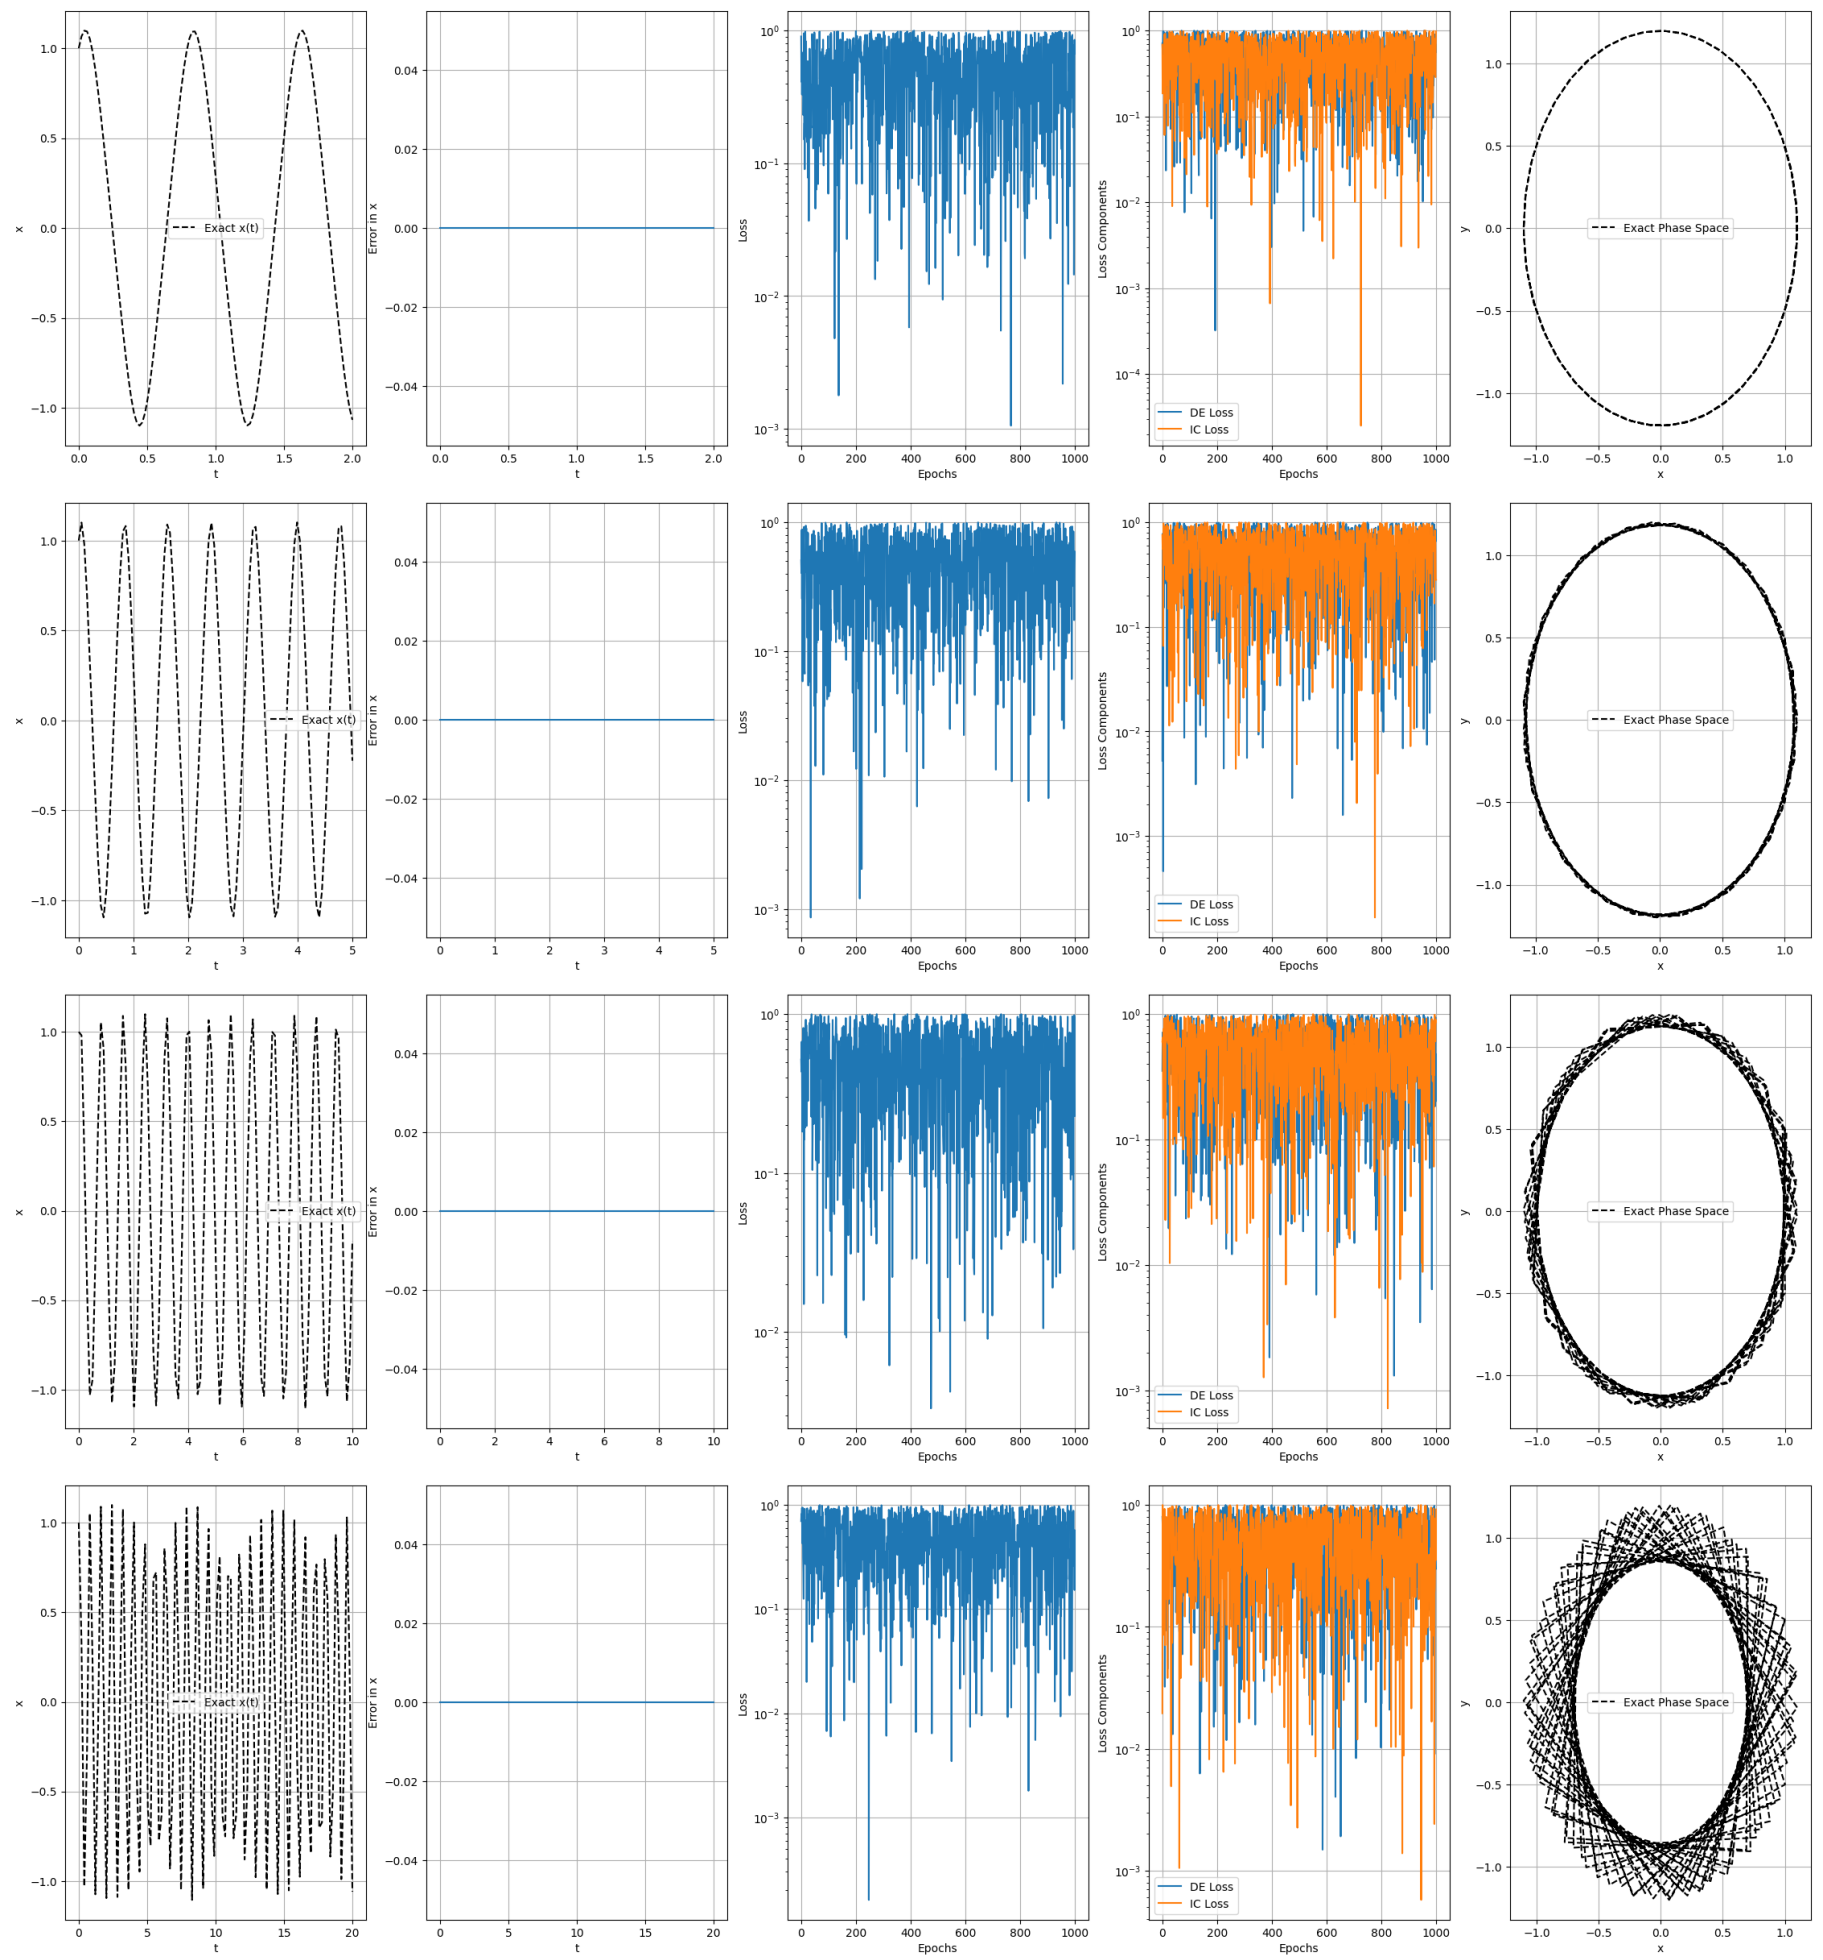 1.0
0.5
0.0
−0.5
−1.0
x
Exact x(t)
0.0 0.5 1.0 1.5 2.0
t
0.04
0.02
0.00
−0.02
−0.04
Error in x
0.0 0.5 1.0 1.5 2.0
t
10⁰
10⁻¹
10⁻²
10⁻³
Loss
0 200 400 600 800 1000
Epochs
10⁰
10⁻¹
10⁻²
10⁻³
10⁻⁴
Loss Components
DE Loss
IC Loss
0 200 400 600 800 1000
Epochs
1.0
0.5
0.0
−0.5
−1.0
y
Exact Phase Space
−1.0 −0.5 0.0 0.5 1.0
x
1.0
0.5
0.0
−0.5
−1.0
x
Exact x(t)
0 1 2 3 4 5
t
0.04
0.02
0.00
−0.02
−0.04
Error in x
0 1 2 3 4 5
t
10⁰
10⁻¹
10⁻²
10⁻³
Loss
0 200 400 600 800 1000
Epochs
10⁰
10⁻¹
10⁻²
10⁻³
Loss Components
DE Loss
IC Loss
0 200 400 600 800 1000
Epochs
1.0
0.5
0.0
−0.5
−1.0
y
Exact Phase Space
−1.0 −0.5 0.0 0.5 1.0
x
1.0
0.5
0.0
−0.5
−1.0
x
Exact x(t)
0 2 4 6 8 10
t
0.04
0.02
0.00
−0.02
−0.04
Error in x
0 2 4 6 8 10
t
10⁰
10⁻¹
10⁻²
Loss
0 200 400 600 800 1000
Epochs
10⁰
10⁻¹
10⁻²
10⁻³
Loss Components
DE Loss
IC Loss
0 200 400 600 800 1000
Epochs
1.0
0.5
0.0
−0.5
−1.0
y
Exact Phase Space
−1.0 −0.5 0.0 0.5 1.0
x
1.0
0.5
0.0
−0.5
−1.0
x
Exact x(t)
0 5 10 15 20
t
0.04
0.02
0.00
−0.02
−0.04
Error in x
0 5 10 15 20
t
10⁰
10⁻¹
10⁻²
10⁻³
Loss
0 200 400 600 800 1000
Epochs
10⁰
10⁻¹
10⁻²
10⁻³
Loss Components
DE Loss
IC Loss
0 200 400 600 800 1000
Epochs
1.0
0.5
0.0
−0.5
−1.0
y
Exact Phase Space
−1.0 −0.5 0.0 0.5 1.0
x